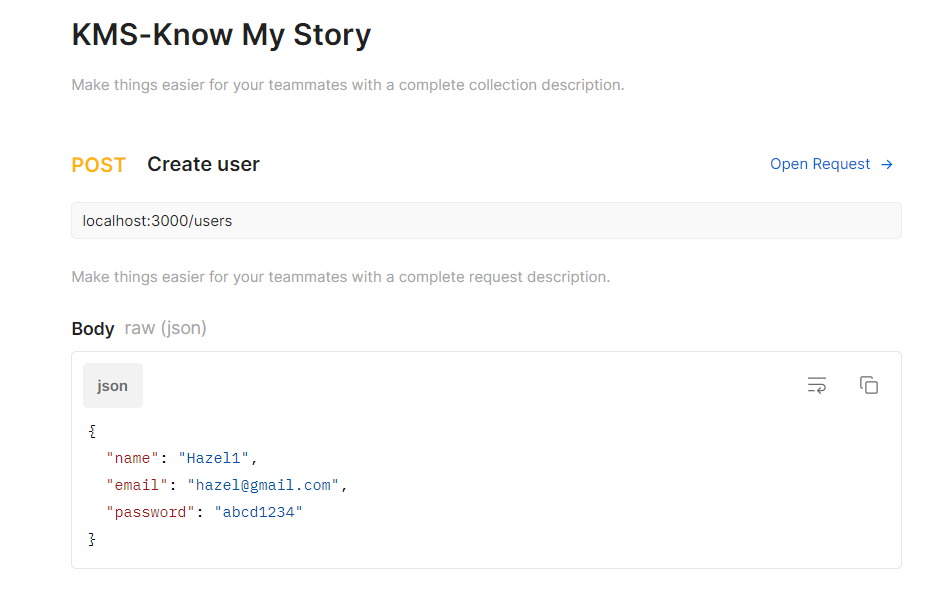 KMS-Know My Story
Make things easier for your teammates with a complete collection description.
POST Create user Open Request →
localhost:3000/users
Make things easier for your teammates with a complete request description.
Body raw (json)
json
{
"name": "Hazel1",
"email": "hazel@gmail.com",
"password": "abcd1234"
}